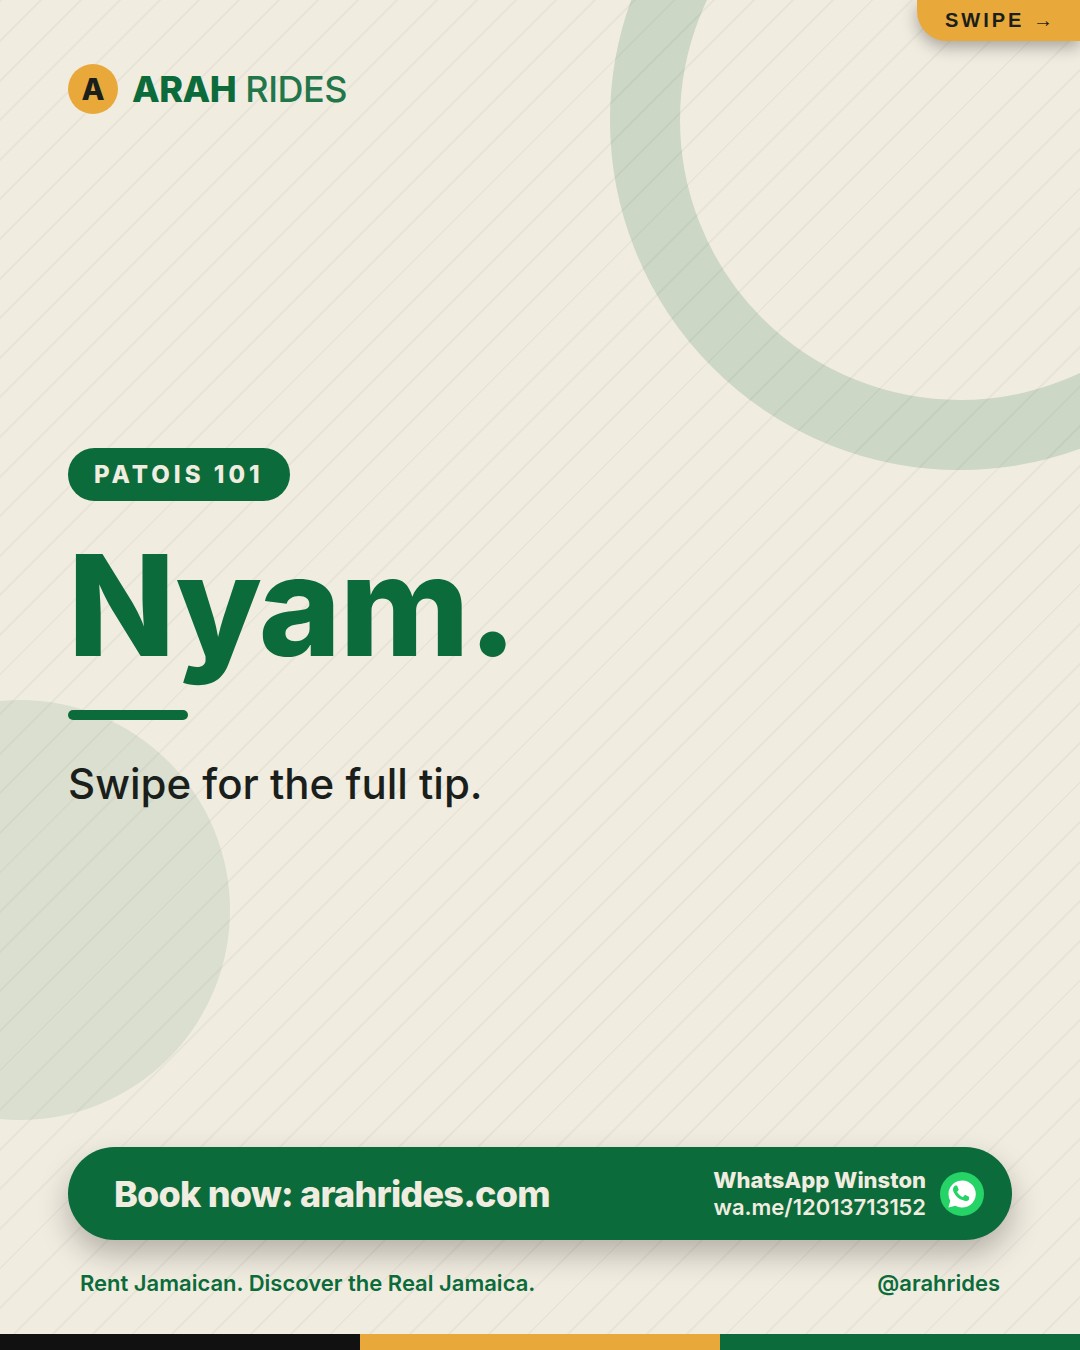 SWIPE →
A ARAH RIDES
PATOIS 101
Nyam.
Swipe for the full tip.
Book now: arahrides.com
WhatsApp Winston
wa.me/12013713152
Rent Jamaican. Discover the Real Jamaica.
@arahrides